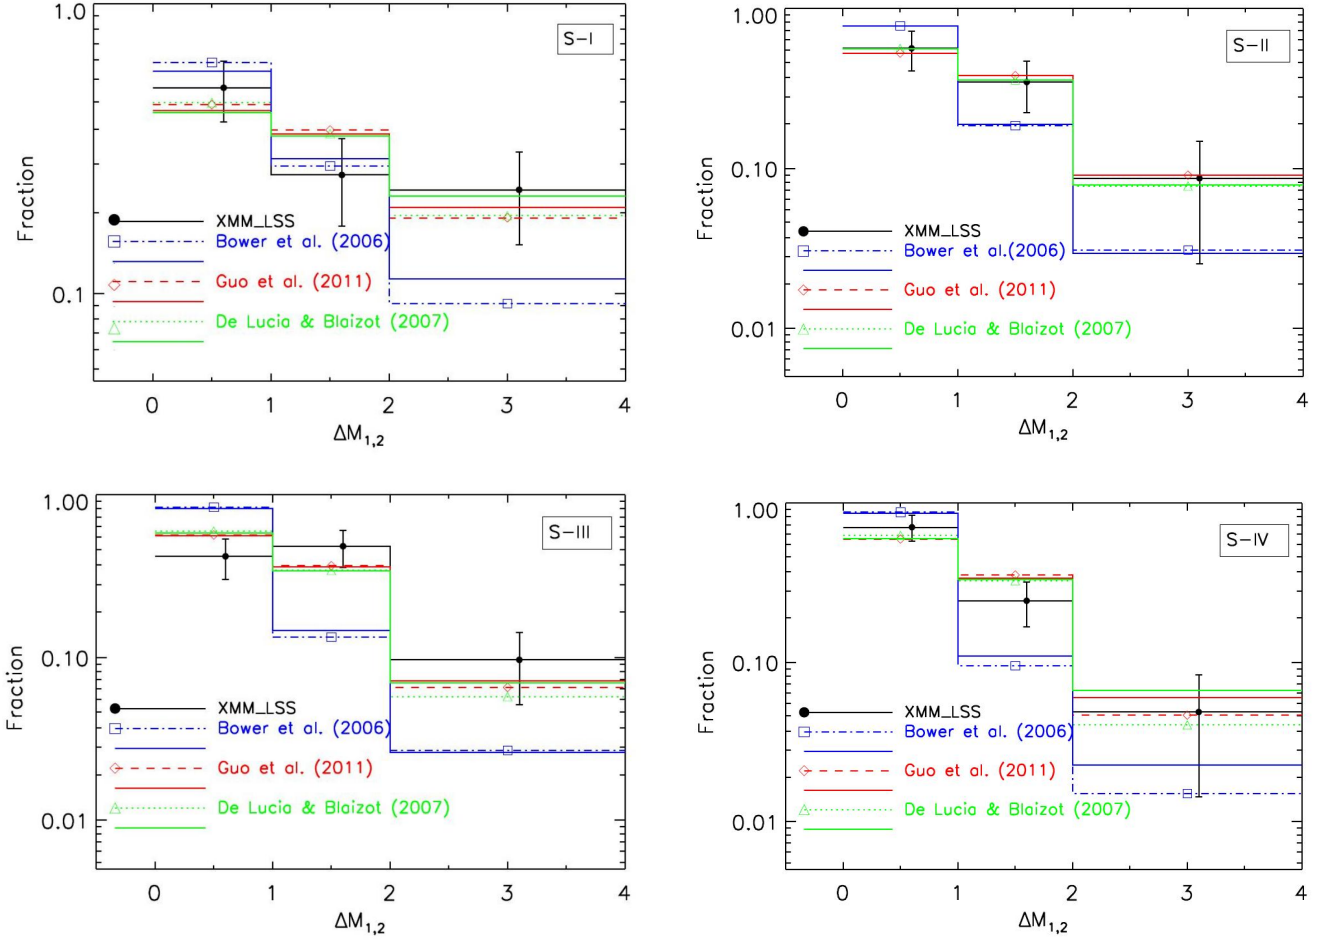 1.0
S-I
Fraction
XMM_LSS
Bower et al. (2006)
Guo et al. (2011)
De Lucia & Blaizot (2007)
0.1
0 1 2 3 4
ΔM1,2
1.00
S-II
0.10
Fraction
XMM_LSS
Bower et al.(2006)
Guo et al. (2011)
De Lucia & Blaizot (2007)
0.01
0 1 2 3 4
ΔM1,2
1.00
S-III
0.10
Fraction
XMM_LSS
Bower et al. (2006)
Guo et al. (2011)
De Lucia & Blaizot (2007)
0.01
0 1 2 3 4
ΔM1,2
1.00
S-IV
0.10
Fraction
XMM_LSS
Bower et al. (2006)
Guo et al. (2011)
De Lucia & Blaizot (2007)
0.01
0 1 2 3 4
ΔM1,2